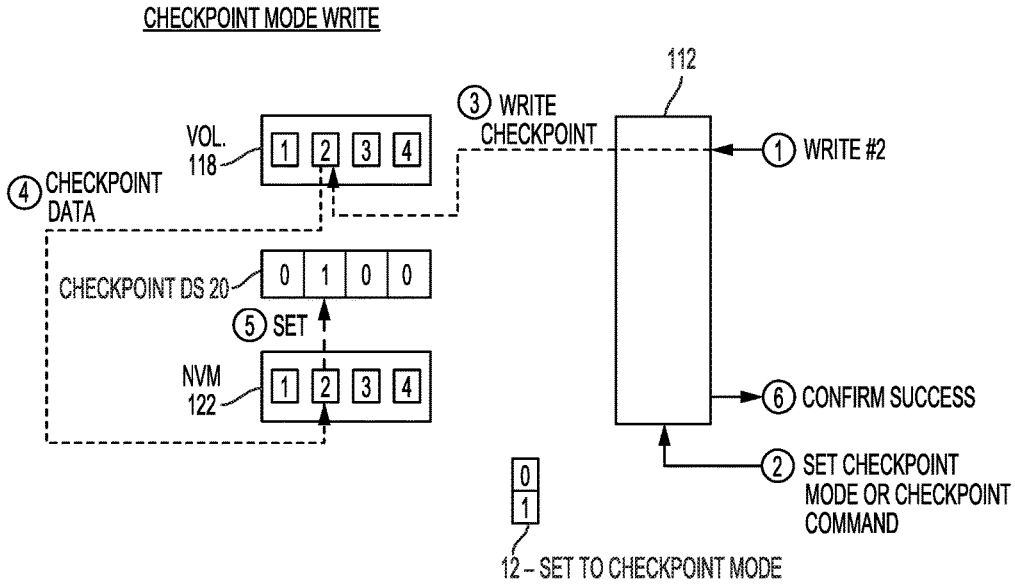 CHECKPOINT MODE WRITE
112
3 WRITE
CHECKPOINT
1 WRITE #2
VOL.
118
1 2 3 4
4 CHECKPOINT
DATA
CHECKPOINT DS 20
0 1 0 0
5 SET
NVM
122
1 2 3 4
6 CONFIRM SUCCESS
2 SET CHECKPOINT
MODE OR CHECKPOINT
COMMAND
0
1
12 – SET TO CHECKPOINT MODE